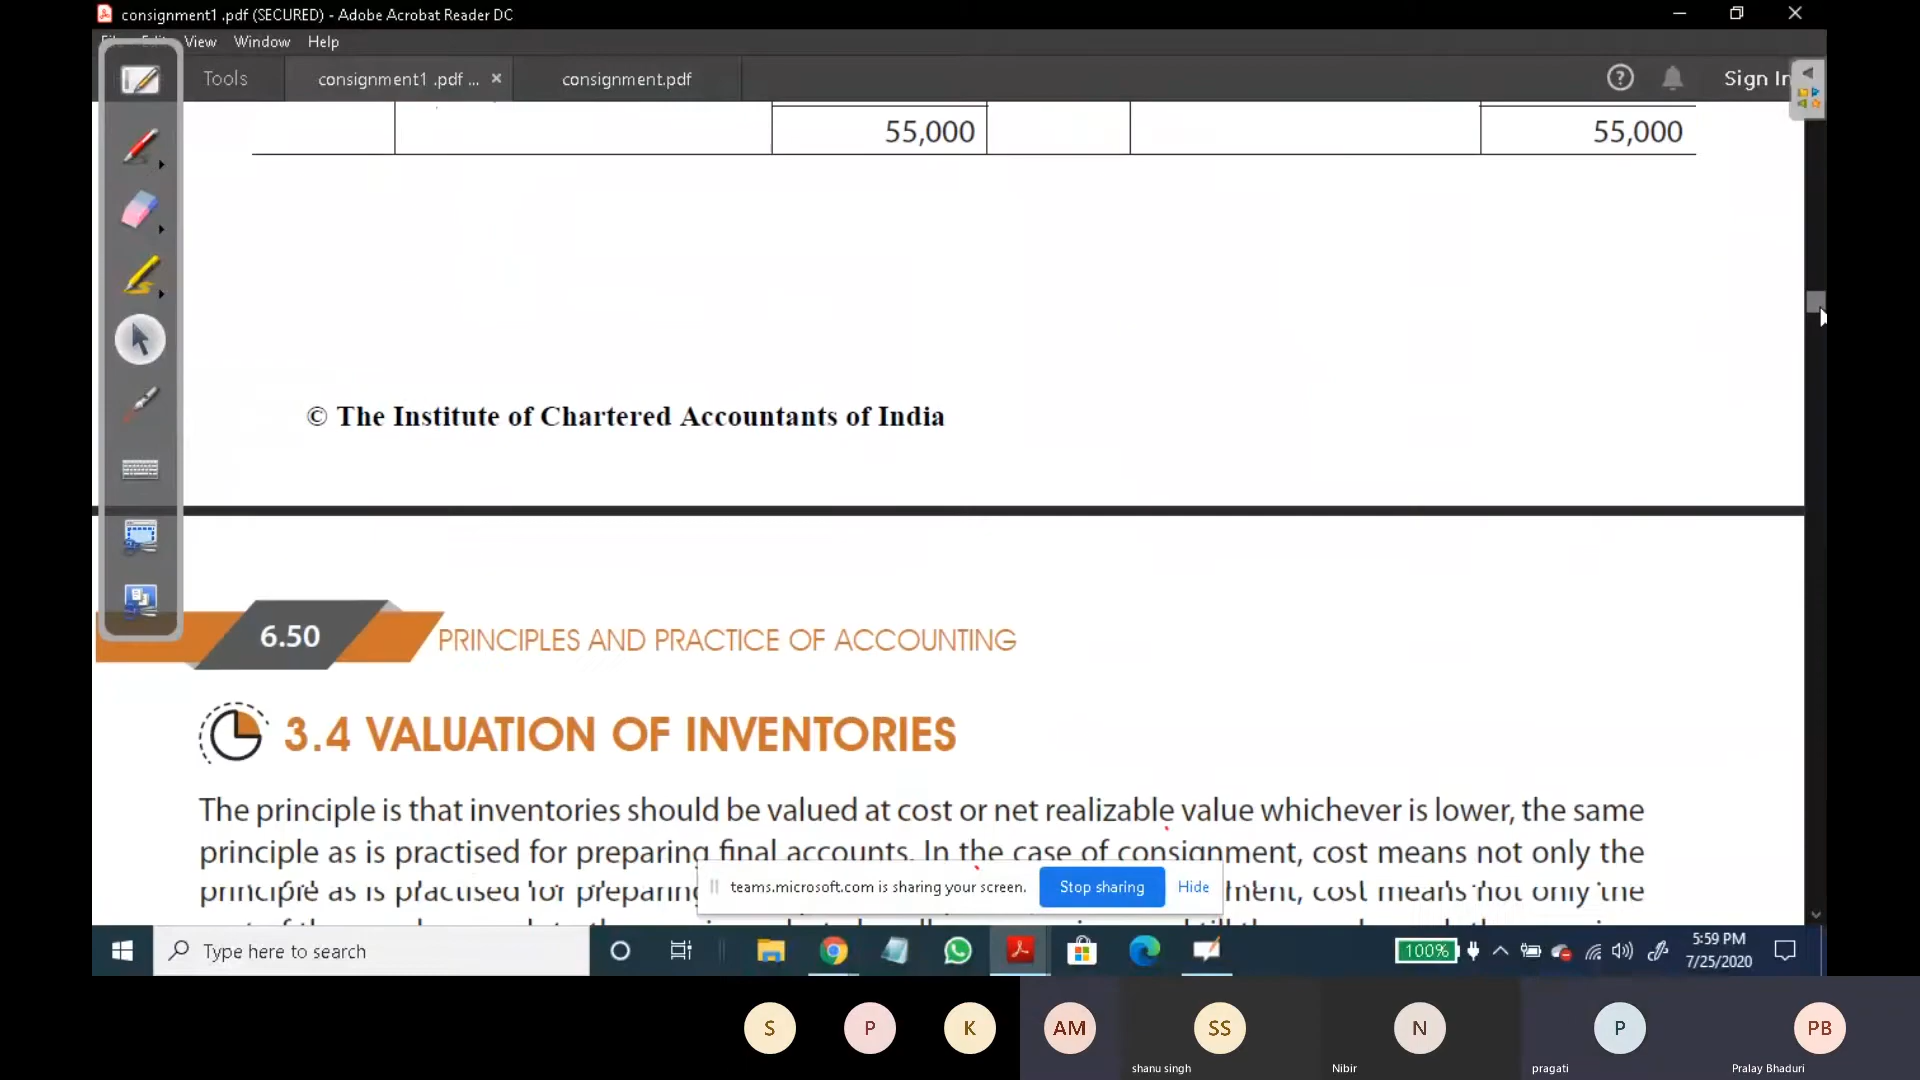 consignment1 .pdf (SECURED) - Adobe Acrobat Reader DC
View Window Help
Tools consignment1 .pdf ... × consignment.pdf Sign In
55,000 55,000
© The Institute of Chartered Accountants of India
6.50 PRINCIPLES AND PRACTICE OF ACCOUNTING
3.4 VALUATION OF INVENTORIES
The principle is that inventories should be valued at cost or net realizable value whichever is lower, the same
principle as is practised for preparing final accounts. In the case of consignment, cost means not only the
teams.microsoft.com is sharing your screen. Stop sharing Hide
Type here to search 100% 5:59 PM
7/25/2020
S P K AM SS N P PB
shanu singh Nibir pragati Pralay Bhaduri